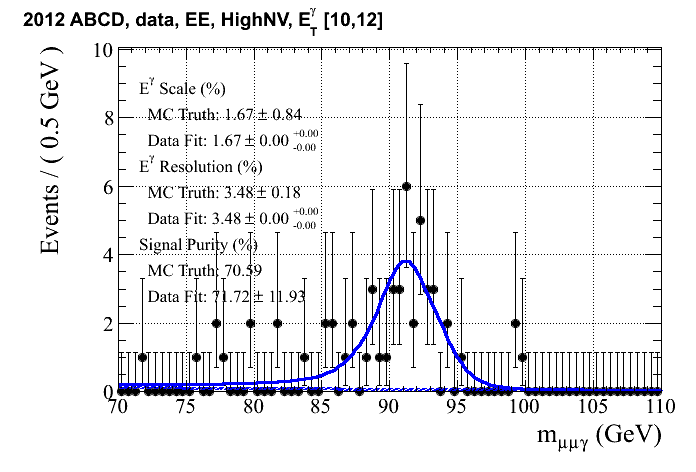 2012 ABCD, data, EE, HighNV, E_T^γ [10,12]
Events / ( 0.5 GeV )
10
8
6
4
2
0
E^γ Scale (%)
MC Truth: 1.67 ± 0.84
Data Fit: 1.67 ± 0.00 +0.00 -0.00
E^γ Resolution (%)
MC Truth: 3.48 ± 0.18
Data Fit: 3.48 ± 0.00 +0.00 -0.00
Signal Purity (%)
MC Truth: 70.59
Data Fit: 71.72 ± 11.93
70 75 80 85 90 95 100 105 110
m_μμγ (GeV)